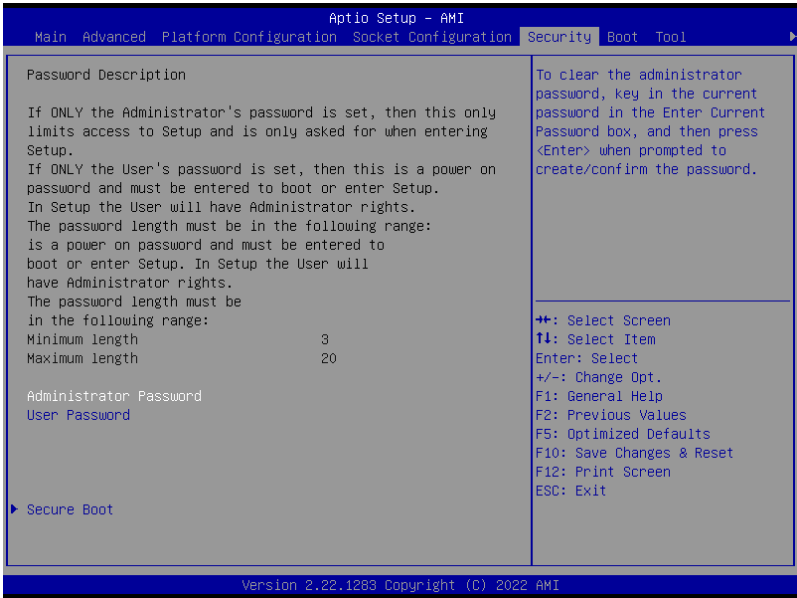 Aptio Setup – AMI
Main Advanced Platform Configuration Socket Configuration Security Boot Tool
Password Description
If ONLY the Administrator's password is set, then this only
limits access to Setup and is only asked for when entering
Setup.
If ONLY the User's password is set, then this is a power on
password and must be entered to boot or enter Setup.
In Setup the User will have Administrator rights.
The password length must be in the following range:
is a power on password and must be entered to
boot or enter Setup. In Setup the User will
have Administrator rights.
The password length must be
in the following range:
Minimum length 3
Maximum length 20
Administrator Password
User Password
Secure Boot
To clear the administrator
password, key in the current
password in the Enter Current
Password box, and then press
<Enter> when prompted to
create/confirm the password.
→←: Select Screen
↑↓: Select Item
Enter: Select
+/-: Change Opt.
F1: General Help
F2: Previous Values
F5: Optimized Defaults
F10: Save Changes & Reset
F12: Print Screen
ESC: Exit
Version 2.22.1283 Copyright (C) 2022 AMI